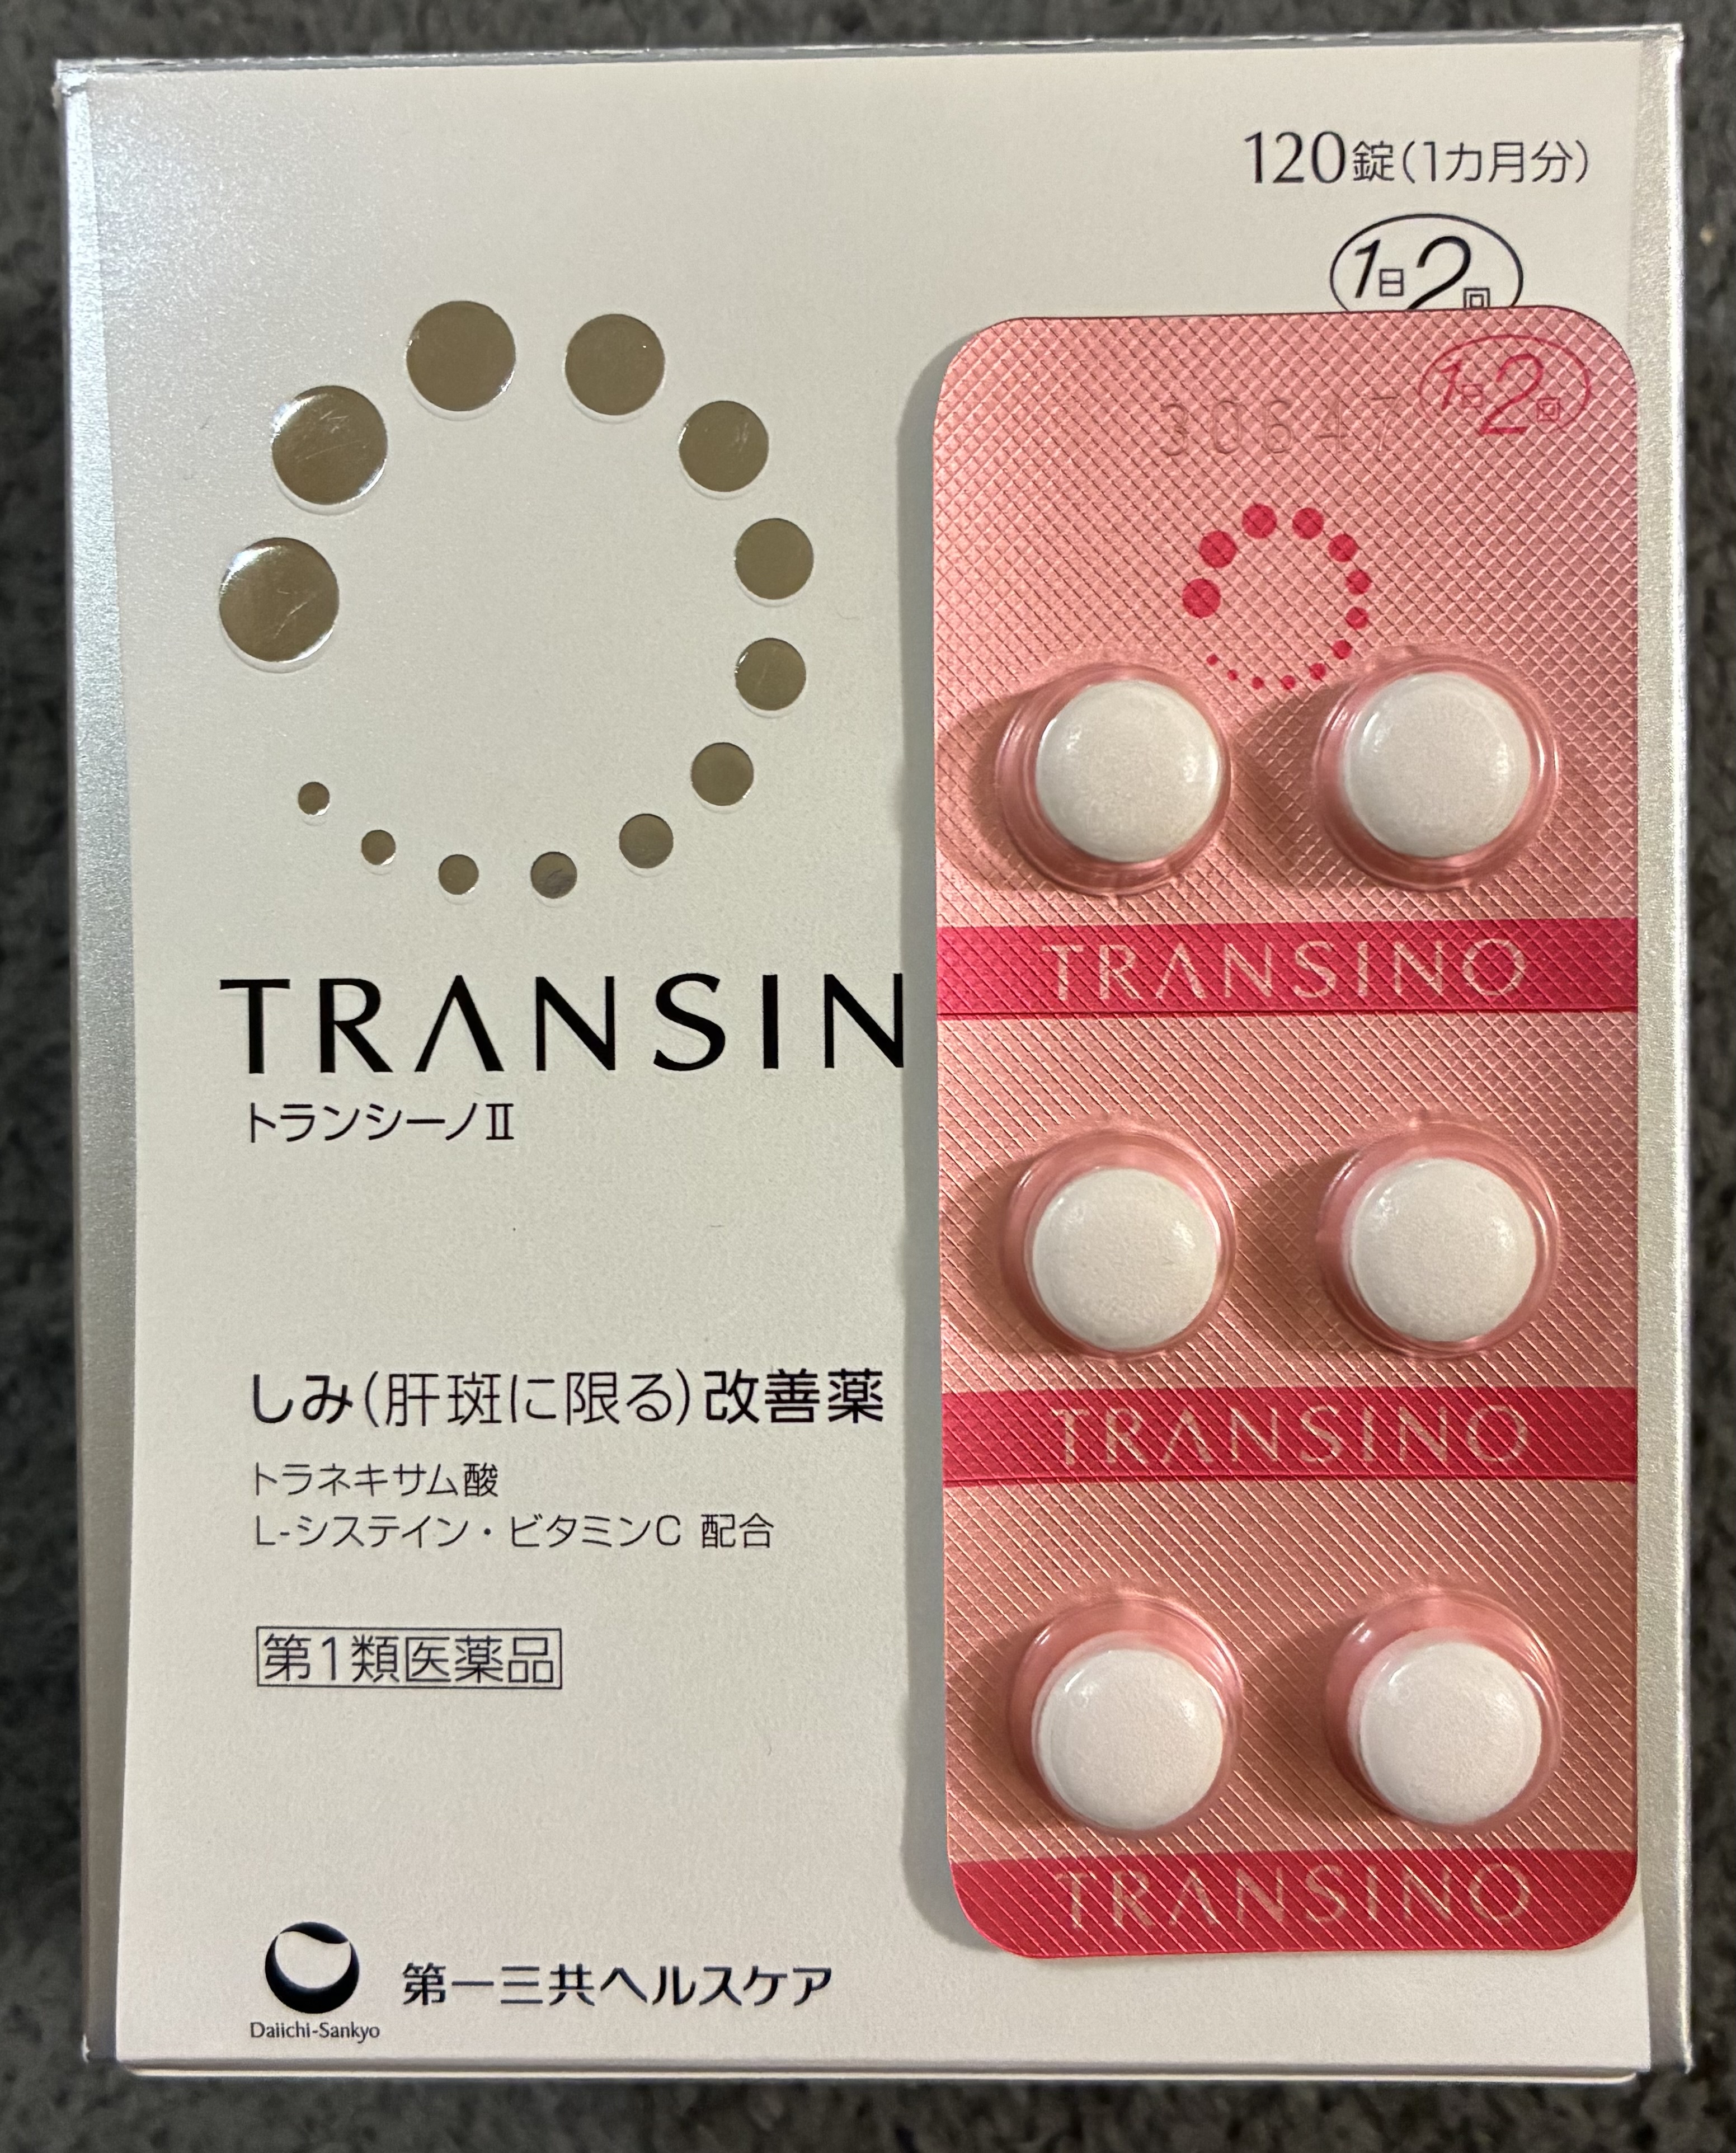 120錠(1カ月分)
1日2回
TRANSIN
トランシーノⅡ
しみ(肝斑に限る)改善薬
トラネキサム酸
L-システイン・ビタミンC 配合
第1類医薬品
第一三共ヘルスケア
Daiichi-Sankyo
1日2回
30647
TRANSINO
TRANSINO
TRANSINO